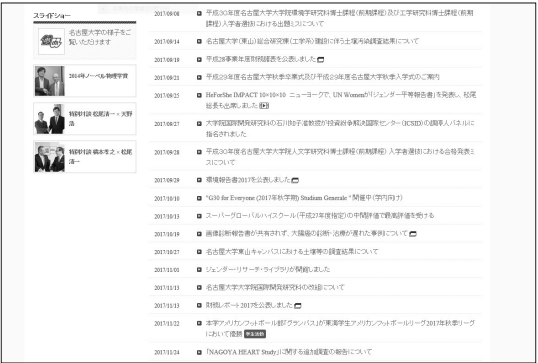 スライドショー
名古屋大学の様子をご
覧いただけます
2014年ノーベル物理学賞
特別対談 松尾清一×天野
浩
特別対談 橋本孝之×松尾
清一
2017/09/08 平成30年度名古屋大学大学院環境学研究科博士課程(前期課程)及び工学研究科博士課程(前期
課程)入学者選抜における出題ミスについて
2017/09/14 名古屋大学(東山)総合研究棟(工学系)建設に伴う土壌汚染調査結果について
2017/09/19 平成28事業年度財務諸表を公表しました
2017/09/21 平成29年度名古屋大学秋季卒業式及び平成29年度名古屋大学秋季入学式のご案内
2017/09/25 HeForShe IMPACT 10×10×10 ニューヨークで、UN Womenが「ジェンダー平等報告書」を発表し、松尾
総長も出席しました
2017/09/27 大学院国際開発研究科の石川知子准教授が投資紛争解決国際センター(ICSID)の調停人パネルに
指名されました
2017/09/28 平成30年度名古屋大学大学院人文学研究科博士課程(前期課程)入学者選抜における合格発表ミ
スについて
2017/09/29 環境報告書2017を公表しました
2017/10/10 "G30 for Everyone (2017年秋学期) Studium Generale "開催中(学内向け)
2017/10/13 スーパーグローバルハイスクール(平成27年度指定)の中間評価で最高評価を受ける
2017/10/19 画像診断報告書が共有されず、大腸癌の診断・治療が遅れた事例について
2017/10/27 名古屋大学東山キャンパスにおける土壌等の調査結果について
2017/11/01 ジェンダー・リサーチ・ライブラリが開館しました
2017/11/13 名古屋大学大学院国際開発研究科の改組について
2017/11/13 財務レポート2017を公表しました
2017/11/22 本学アメリカンフットボール部「グランパス」が東海学生アメリカンフットボールリーグ2017年秋季リーグ
において優勝 学生活動
2017/11/24 「NAGOYA HEART Study」に関する追加調査の報告について